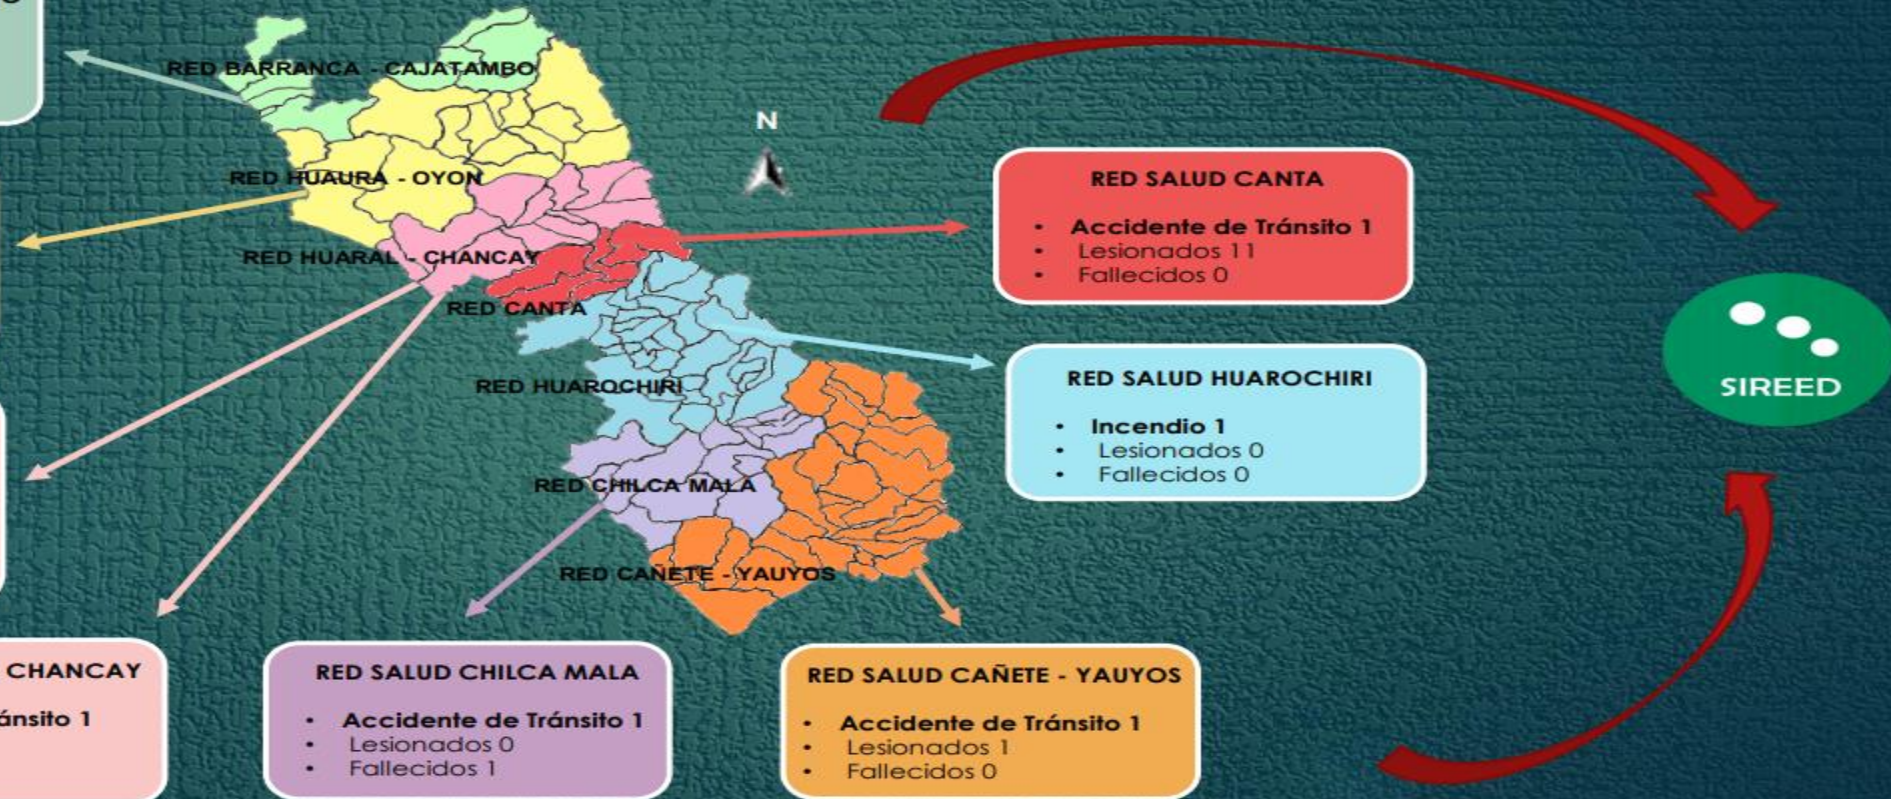 RED BARRANCA - CAJATAMBO
N
RED HUAURA - OYON
RED HUARAL - CHANCAY
RED CANTA
RED HUAROCHIRI
RED CHILCA MALA
RED CAÑETE - YAUYOS
RED SALUD CANTA
• Accidente de Tránsito 1
• Lesionados 11
• Fallecidos 0
RED SALUD HUAROCHIRI
• Incendio 1
• Lesionados 0
• Fallecidos 0
SIREED
CHANCAY
ánsito 1
RED SALUD CHILCA MALA
• Accidente de Tránsito 1
• Lesionados 0
• Fallecidos 1
RED SALUD CAÑETE - YAUYOS
• Accidente de Tránsito 1
• Lesionados 1
• Fallecidos 0